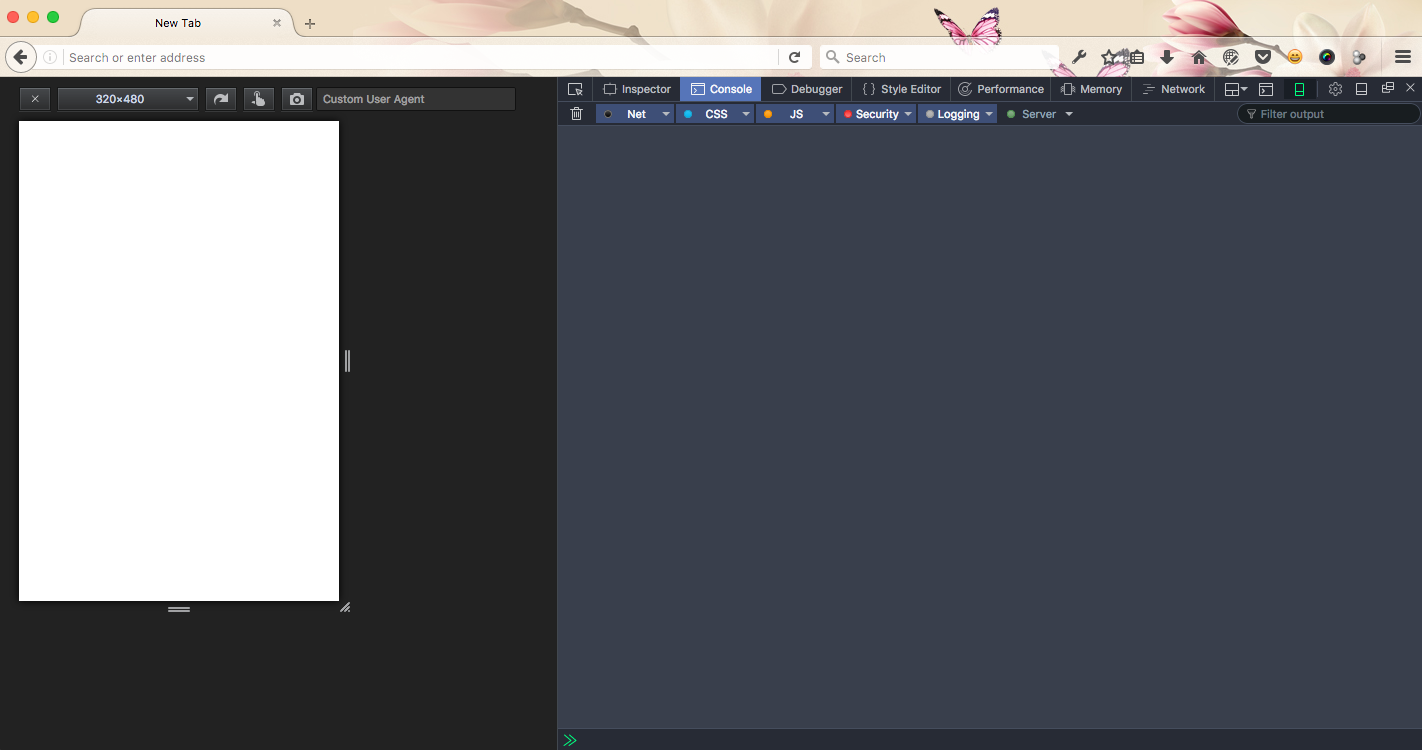 New Tab
Search or enter address
Search
320×480
Custom User Agent
Inspector
Console
Debugger
{ } Style Editor
Performance
Memory
Network
Net
CSS
JS
Security
Logging
Server
Filter output